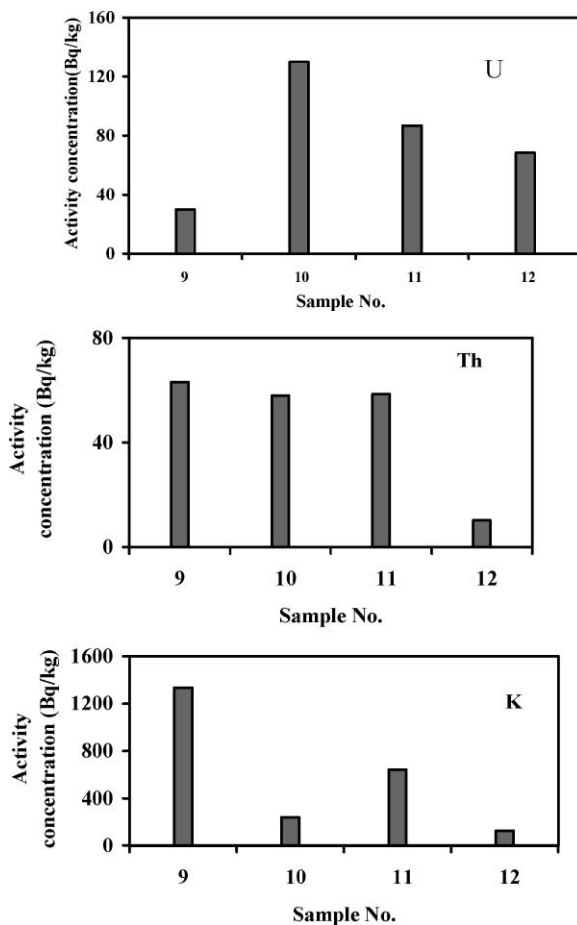 160
120
80
40
0
Activity concentration(Bq/kg)
U
9 10 11 12
Sample No.
80
40
0
Activity
concentration (Bq/kg)
Th
9 10 11 12
Sample No.
1600
1200
800
400
0
Activity
concentration (Bq/kg)
K
9 10 11 12
Sample No.